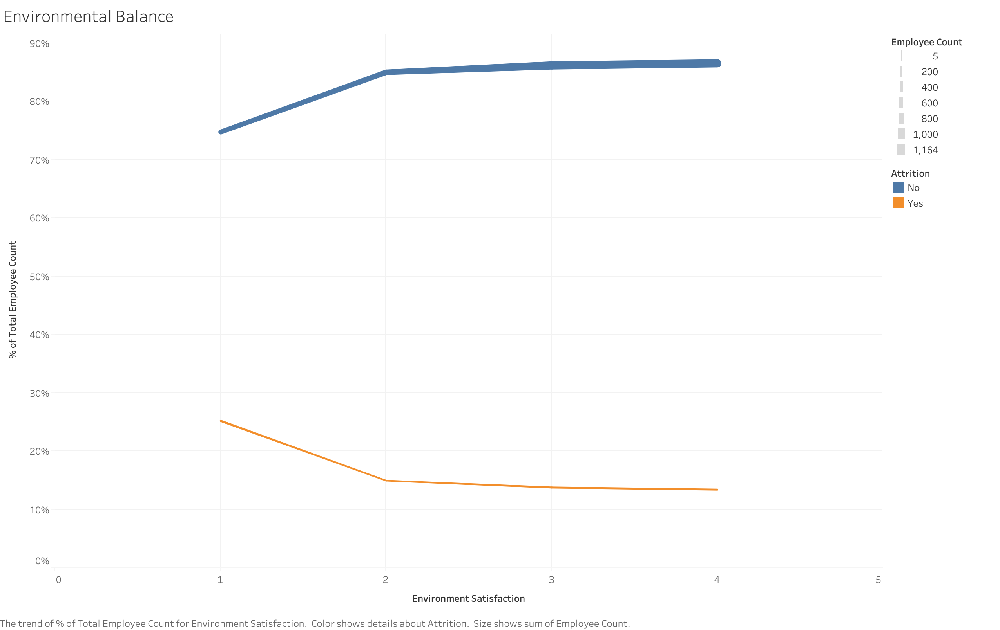 Environmental Balance
90%
80%
70%
60%
50%
40%
30%
20%
10%
0%
% of Total Employee Count
0 1 2 3 4 5
Environment Satisfaction
Employee Count
5
200
400
600
800
1,000
1,164
Attrition
No
Yes
The trend of % of Total Employee Count for Environment Satisfaction. Color shows details about Attrition. Size shows sum of Employee Count.